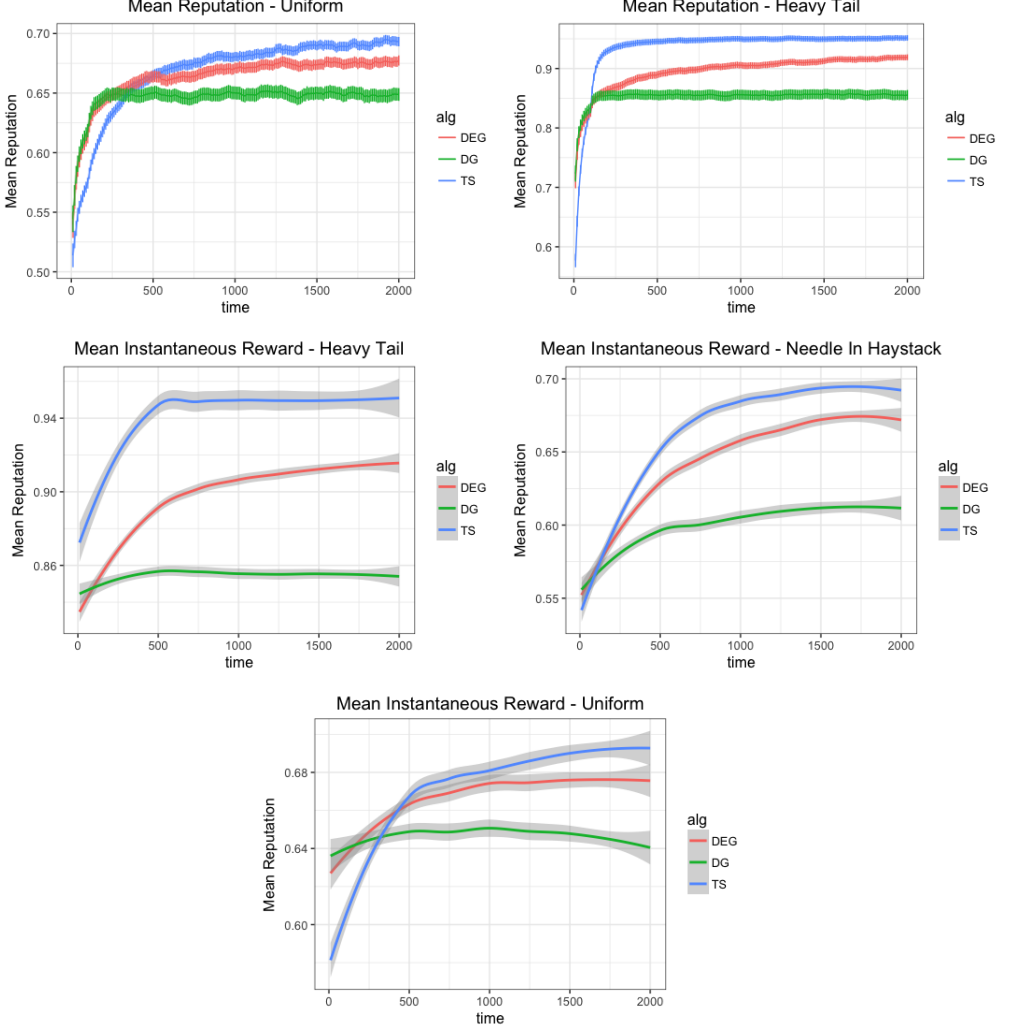 Mean Reputation - Uniform
Mean Reputation
0.70
0.65
0.60
0.55
0.50
0 500 1000 1500 2000
time
alg
DEG
DG
TS
Mean Reputation - Heavy Tail
Mean Reputation
0.9
0.8
0.7
0.6
0 500 1000 1500 2000
time
alg
DEG
DG
TS
Mean Instantaneous Reward - Heavy Tail
Mean Reputation
0.94
0.90
0.86
0 500 1000 1500 2000
time
alg
DEG
DG
TS
Mean Instantaneous Reward - Needle In Haystack
Mean Reputation
0.70
0.65
0.60
0.55
0 500 1000 1500 2000
time
alg
DEG
DG
TS
Mean Instantaneous Reward - Uniform
Mean Reputation
0.68
0.64
0.60
0 500 1000 1500 2000
time
alg
DEG
DG
TS